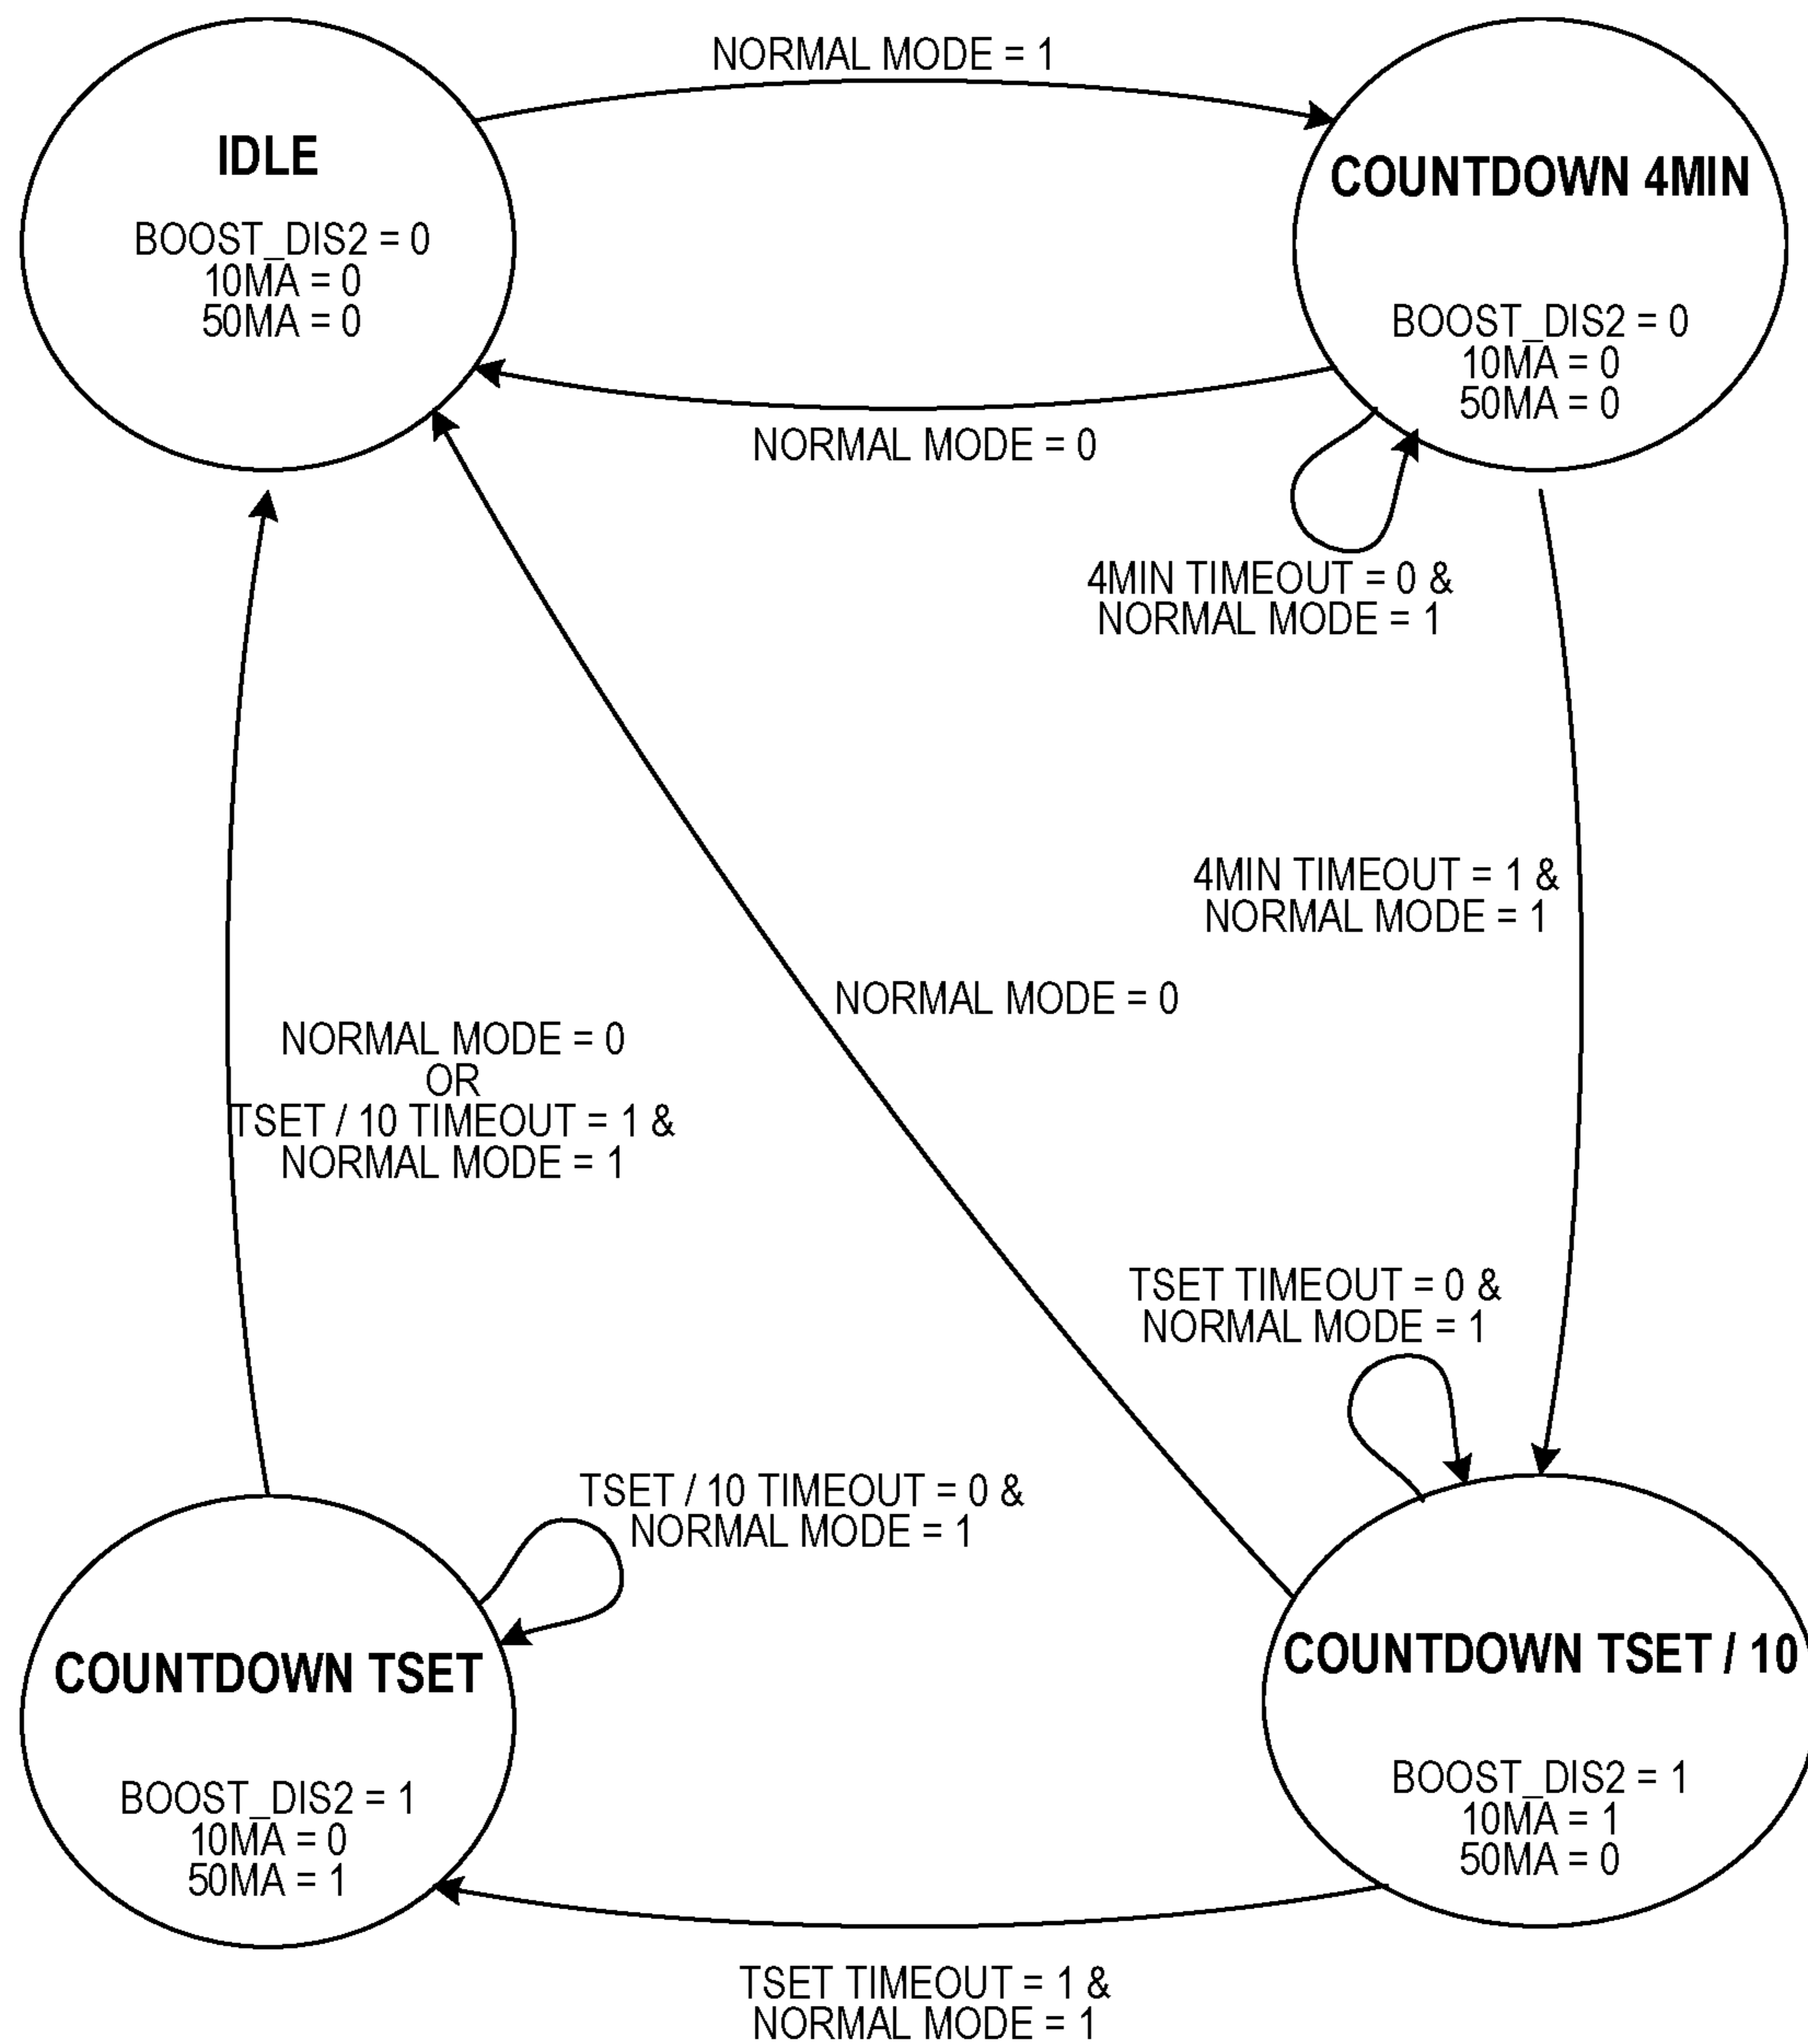 NORMAL MODE = 1
IDLE
BOOST_DIS2 = 0
10MA = 0
50MA = 0
COUNTDOWN 4MIN
BOOST_DIS2 = 0
10MA = 0
50MA = 0
NORMAL MODE = 0
4MIN TIMEOUT = 0 &
NORMAL MODE = 1
4MIN TIMEOUT = 1 &
NORMAL MODE = 1
NORMAL MODE = 0
NORMAL MODE = 0
OR
TSET / 10 TIMEOUT = 1 &
NORMAL MODE = 1
TSET TIMEOUT = 0 &
NORMAL MODE = 1
TSET / 10 TIMEOUT = 0 &
NORMAL MODE = 1
COUNTDOWN TSET
BOOST_DIS2 = 1
10MA = 0
50MA = 1
COUNTDOWN TSET / 10
BOOST_DIS2 = 1
10MA = 1
50MA = 0
TSET TIMEOUT = 1 &
NORMAL MODE = 1